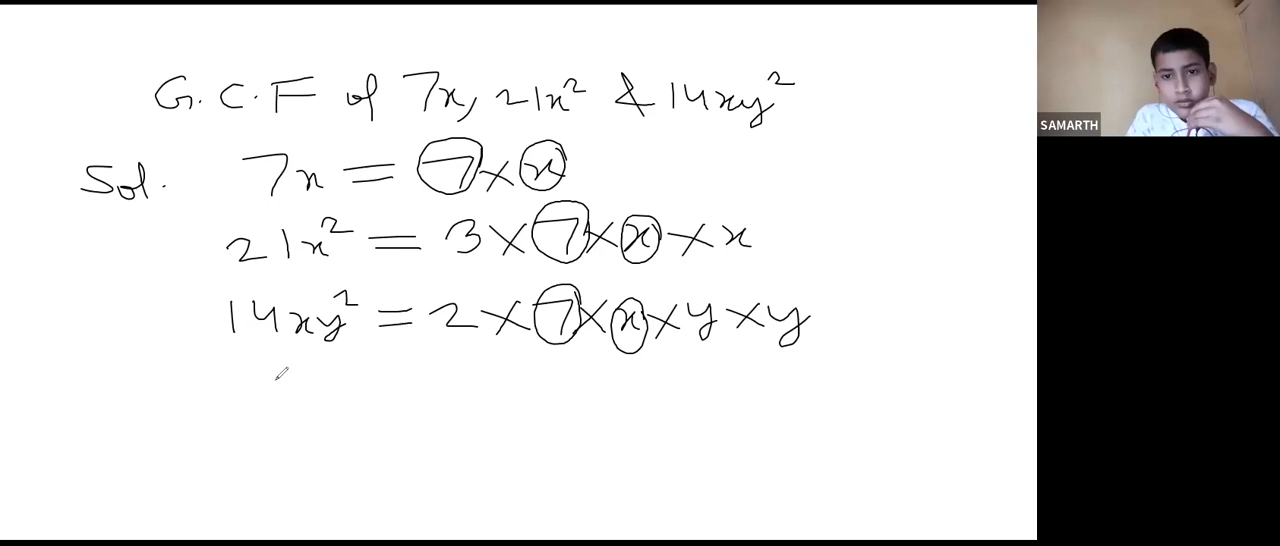 G.C.F of 7x, 21x² & 14xy²
Sol. 7x = 7 × x
21x² = 3 × 7 × x × x
14xy² = 2 × 7 × x × y × y
SAMARTH